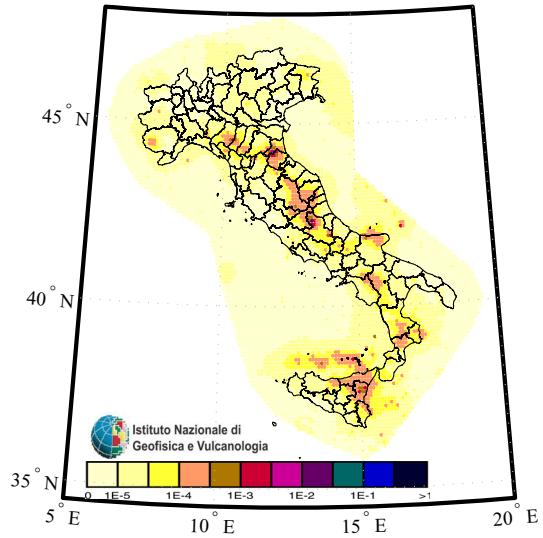 45° N
40° N
Istituto Nazionale di
Geofisica e Vulcanologia
35° N
0 1E-5 1E-4 1E-3 1E-2 1E-1 >1
5° E 10° E 15° E 20° E